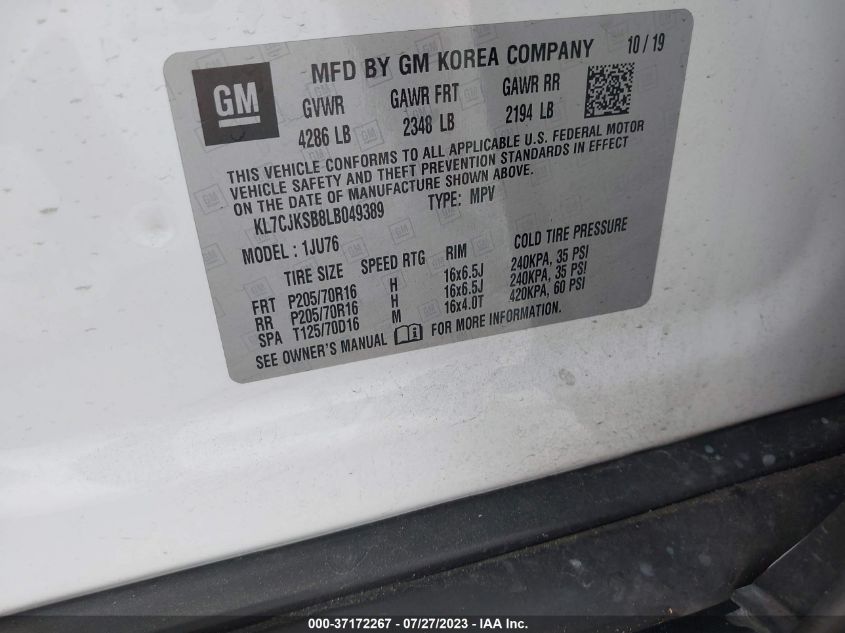 GM
MFD BY GM KOREA COMPANY 10/19
GVWR GAWR FRT GAWR RR
4286 LB 2348 LB 2194 LB
THIS VEHICLE CONFORMS TO ALL APPLICABLE U.S. FEDERAL MOTOR
VEHICLE SAFETY AND THEFT PREVENTION STANDARDS IN EFFECT
ON THE DATE OF MANUFACTURE SHOWN ABOVE.
KL7CJKSB8LB049389 TYPE: MPV
MODEL : 1JU76
TIRE SIZE SPEED RTG RIM COLD TIRE PRESSURE
FRT P205/70R16 H 16x6.5J 240KPA, 35 PSI
RR P205/70R16 H 16x6.5J 240KPA, 35 PSI
SPA T125/70D16 M 16x4.0T 420KPA, 60 PSI
SEE OWNER'S MANUAL FOR MORE INFORMATION.
000-37172267 - 07/27/2023 - IAA Inc.